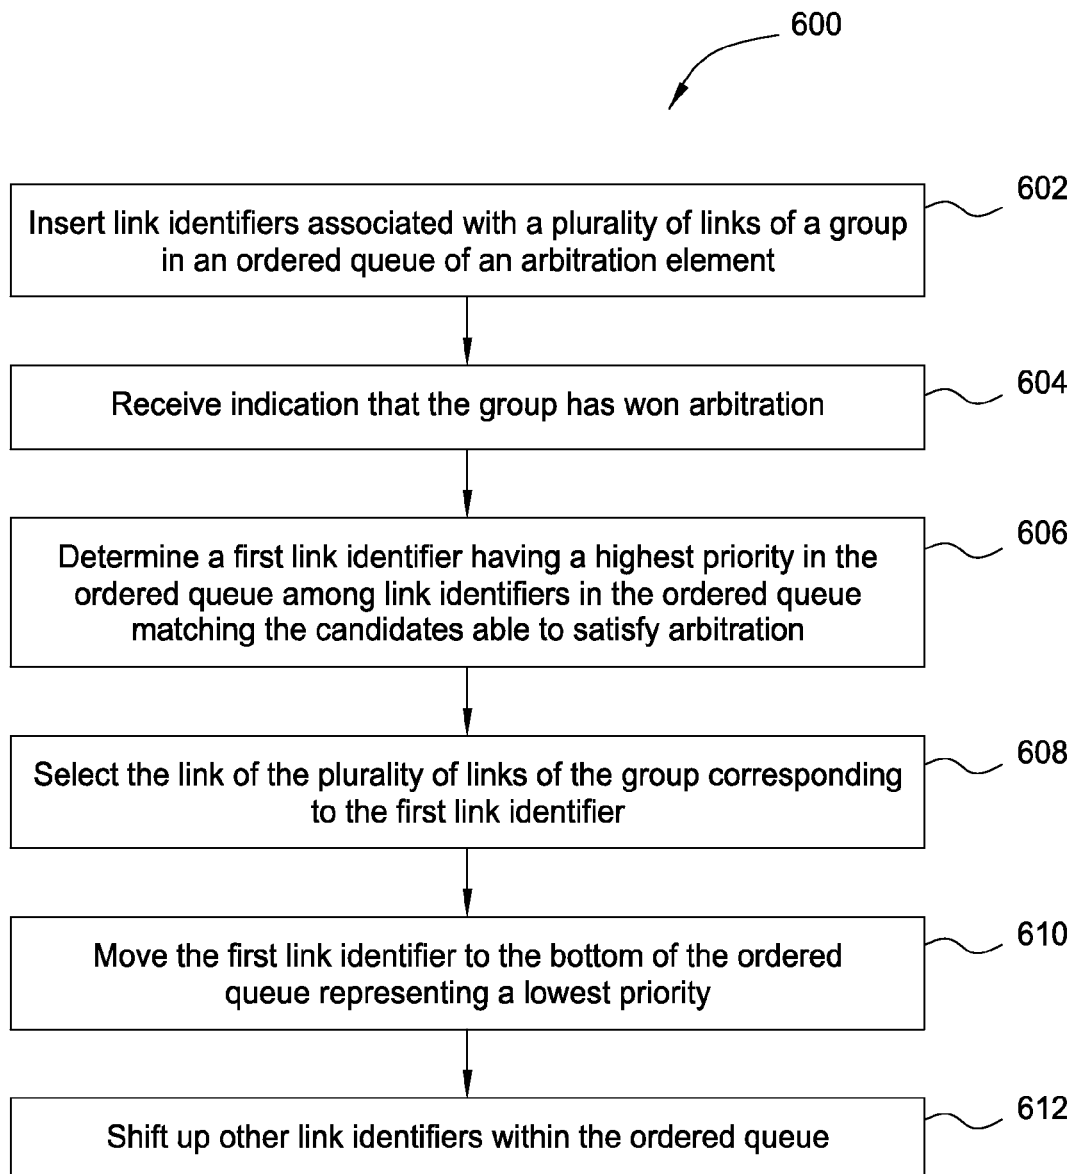 600
602
Insert link identifiers associated with a plurality of links of a group
in an ordered queue of an arbitration element
604
Receive indication that the group has won arbitration
606
Determine a first link identifier having a highest priority in the
ordered queue among link identifiers in the ordered queue
matching the candidates able to satisfy arbitration
608
Select the link of the plurality of links of the group corresponding
to the first link identifier
610
Move the first link identifier to the bottom of the ordered
queue representing a lowest priority
612
Shift up other link identifiers within the ordered queue